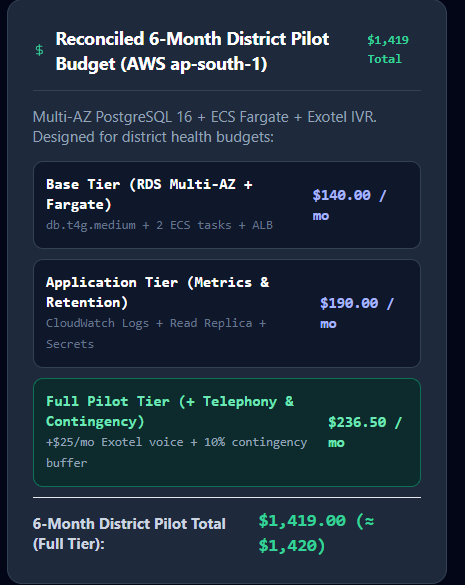 $ Reconciled 6-Month District Pilot
Budget (AWS ap-south-1)
$1,419
Total
Multi-AZ PostgreSQL 16 + ECS Fargate + Exotel IVR.
Designed for district health budgets:
Base Tier (RDS Multi-AZ +
Fargate)
db.t4g.medium + 2 ECS tasks + ALB
$140.00 /
mo
Application Tier (Metrics &
Retention)
CloudWatch Logs + Read Replica +
Secrets
$190.00 /
mo
Full Pilot Tier (+ Telephony &
Contingency)
+$25/mo Exotel voice + 10% contingency
buffer
$236.50 /
mo
6-Month District Pilot Total
(Full Tier):
$1,419.00 (≈
$1,420)